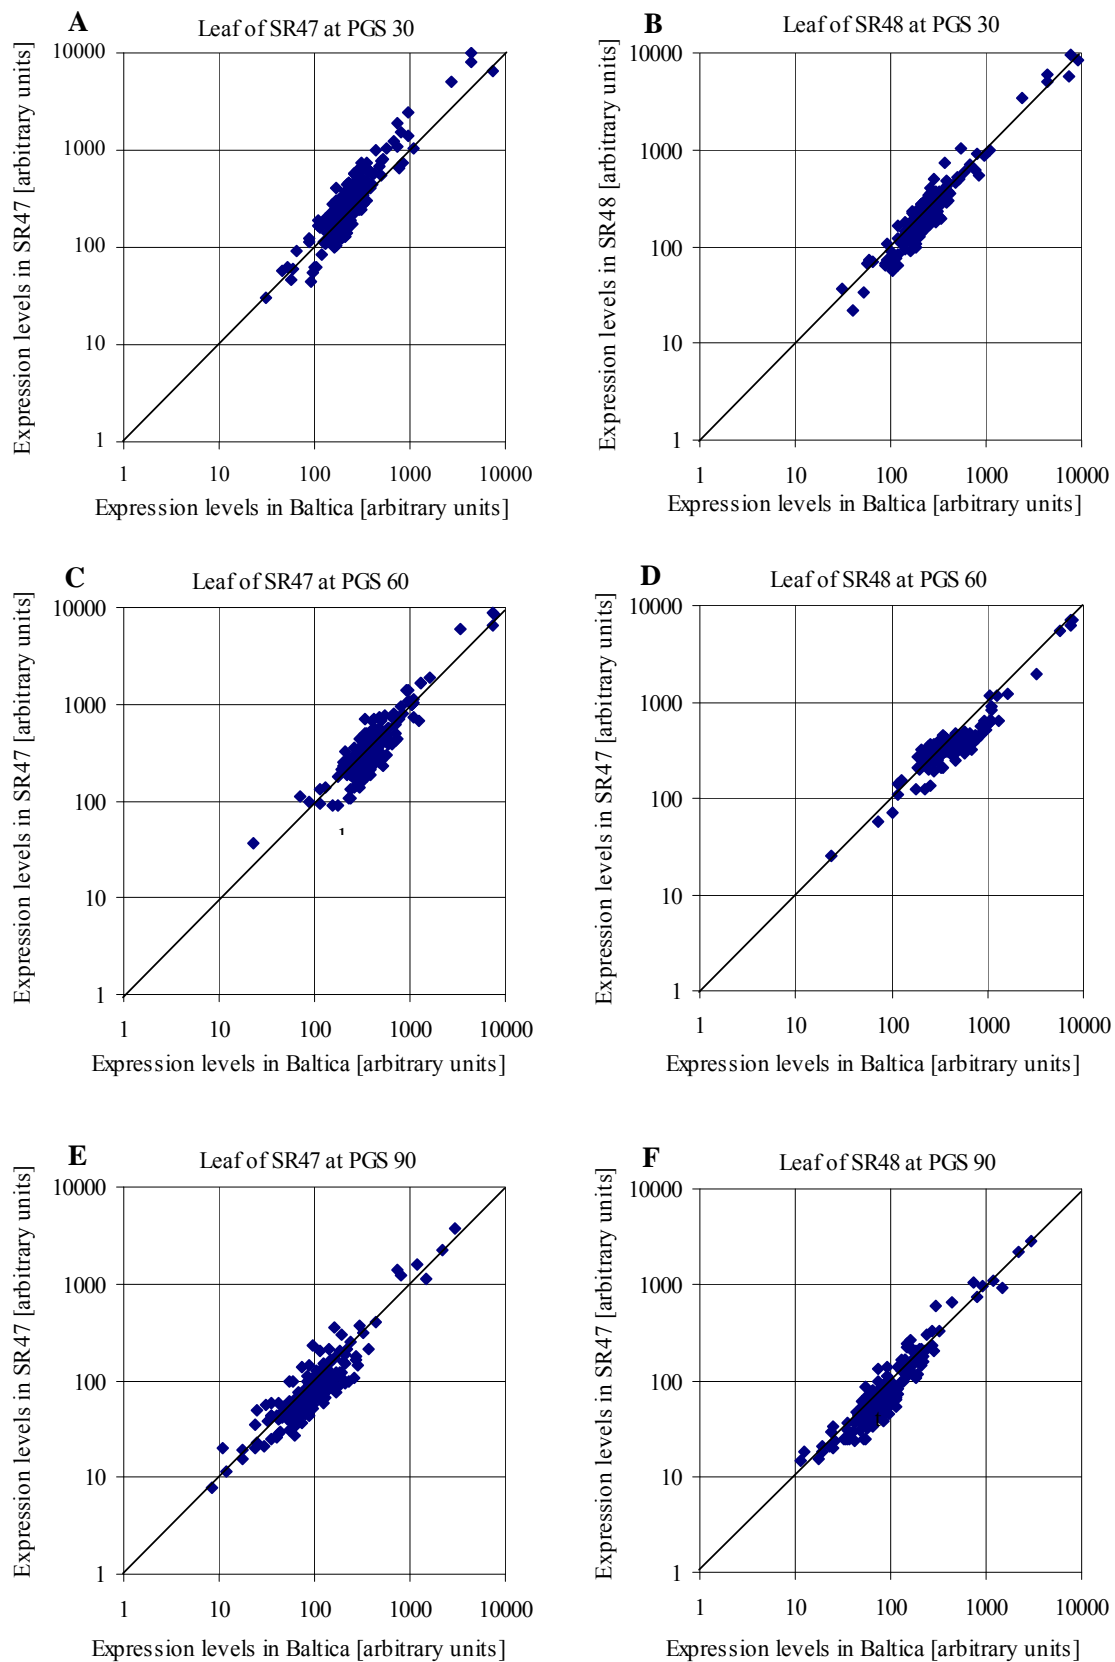 A
Leaf of SR47 at PGS 30
Expression levels in SR47 [arbitrary units]
10000
1000
100
10
1
1 10 100 1000 10000
Expression levels in Baltica [arbitrary units]
B
Leaf of SR48 at PGS 30
Expression levels in SR48 [arbitrary units]
10000
1000
100
10
1
1 10 100 1000 10000
Expression levels in Baltica [arbitrary units]
C
Leaf of SR47 at PGS 60
Expression levels in SR47 [arbitrary units]
10000
1000
100
10
1
1 10 100 1000 10000
Expression levels in Baltica [arbitrary units]
D
Leaf of SR48 at PGS 60
Expression levels in SR47 [arbitrary units]
10000
1000
100
10
1
1 10 100 1000 10000
Expression levels in Baltica [arbitrary units]
E
Leaf of SR47 at PGS 90
Expression levels in SR47 [arbitrary units]
10000
1000
100
10
1
1 10 100 1000 10000
Expression levels in Baltica [arbitrary units]
F
Leaf of SR48 at PGS 90
Expression levels in SR47 [arbitrary units]
10000
1000
100
10
1
1 10 100 1000 10000
Expression levels in Baltica [arbitrary units]